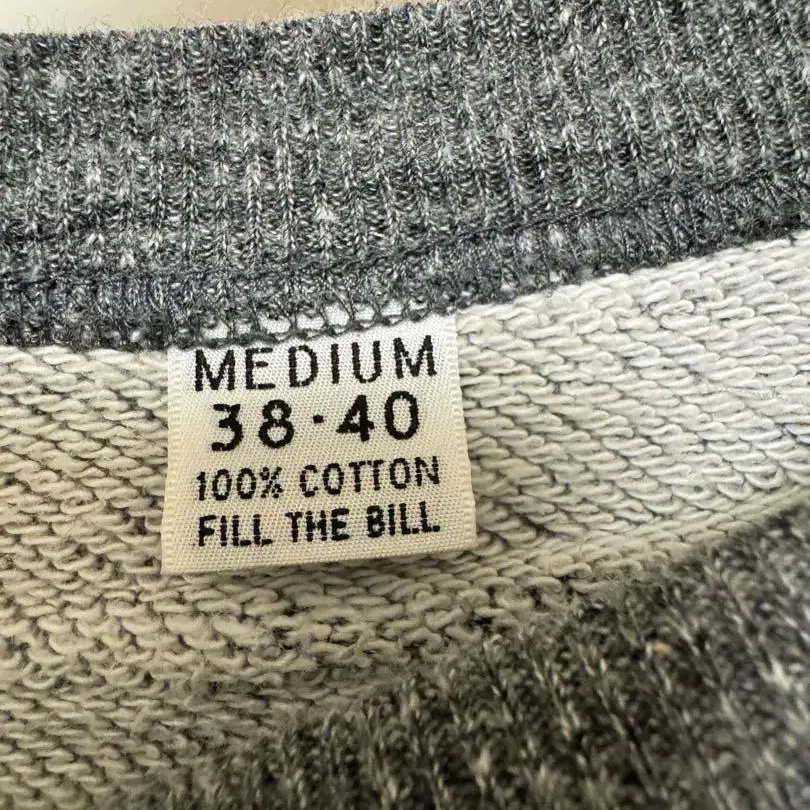 MEDIUM
38·40
100% COTTON
FILL THE BILL